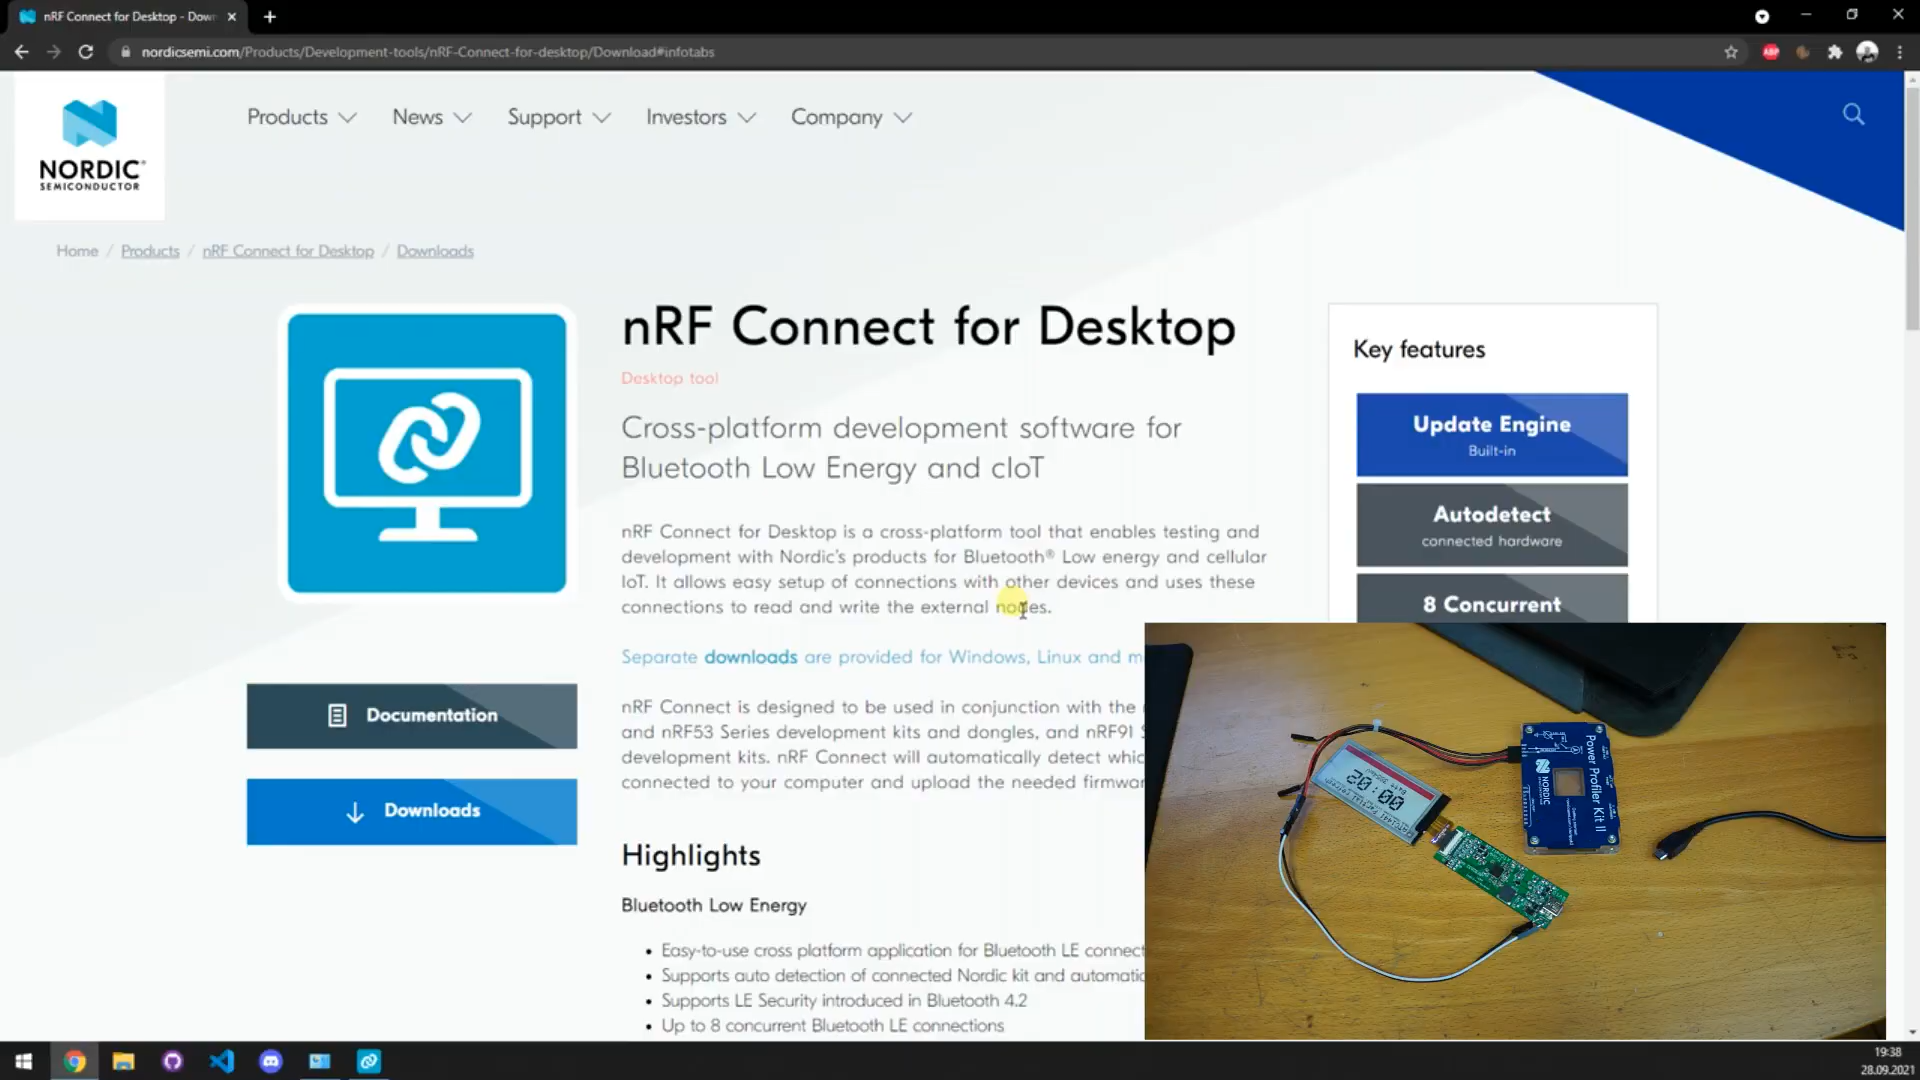 nRF Connect for Desktop - Down
nordicsemi.com/Products/Development-tools/nRF-Connect-for-desktop/Download#infotabs
ABP
NORDIC®
SEMICONDUCTOR
Products
News
Support
Investors
Company
Home / Products / nRF Connect for Desktop / Downloads
nRF Connect for Desktop
Desktop tool
Cross-platform development software for
Bluetooth Low Energy and cIoT
nRF Connect for Desktop is a cross-platform tool that enables testing and
development with Nordic's products for Bluetooth® Low energy and cellular
IoT. It allows easy setup of connections with other devices and uses these
connections to read and write the external nodes.
Separate downloads are provided for Windows, Linux and m
nRF Connect is designed to be used in conjunction with the
and nRF53 Series development kits and dongles, and nRF91 S
development kits. nRF Connect will automatically detect whic
connected to your computer and upload the needed firmwar
Documentation
Downloads
Highlights
Bluetooth Low Energy
• Easy-to-use cross platform application for Bluetooth LE connect
• Supports auto detection of connected Nordic kit and automatic
• Supports LE Security introduced in Bluetooth 4.2
• Up to 8 concurrent Bluetooth LE connections
Key features
Update Engine
Built-in
Autodetect
connected hardware
8 Concurrent
00:02
Power Profiler Kit II
NORDIC
19:38
28.09.2021